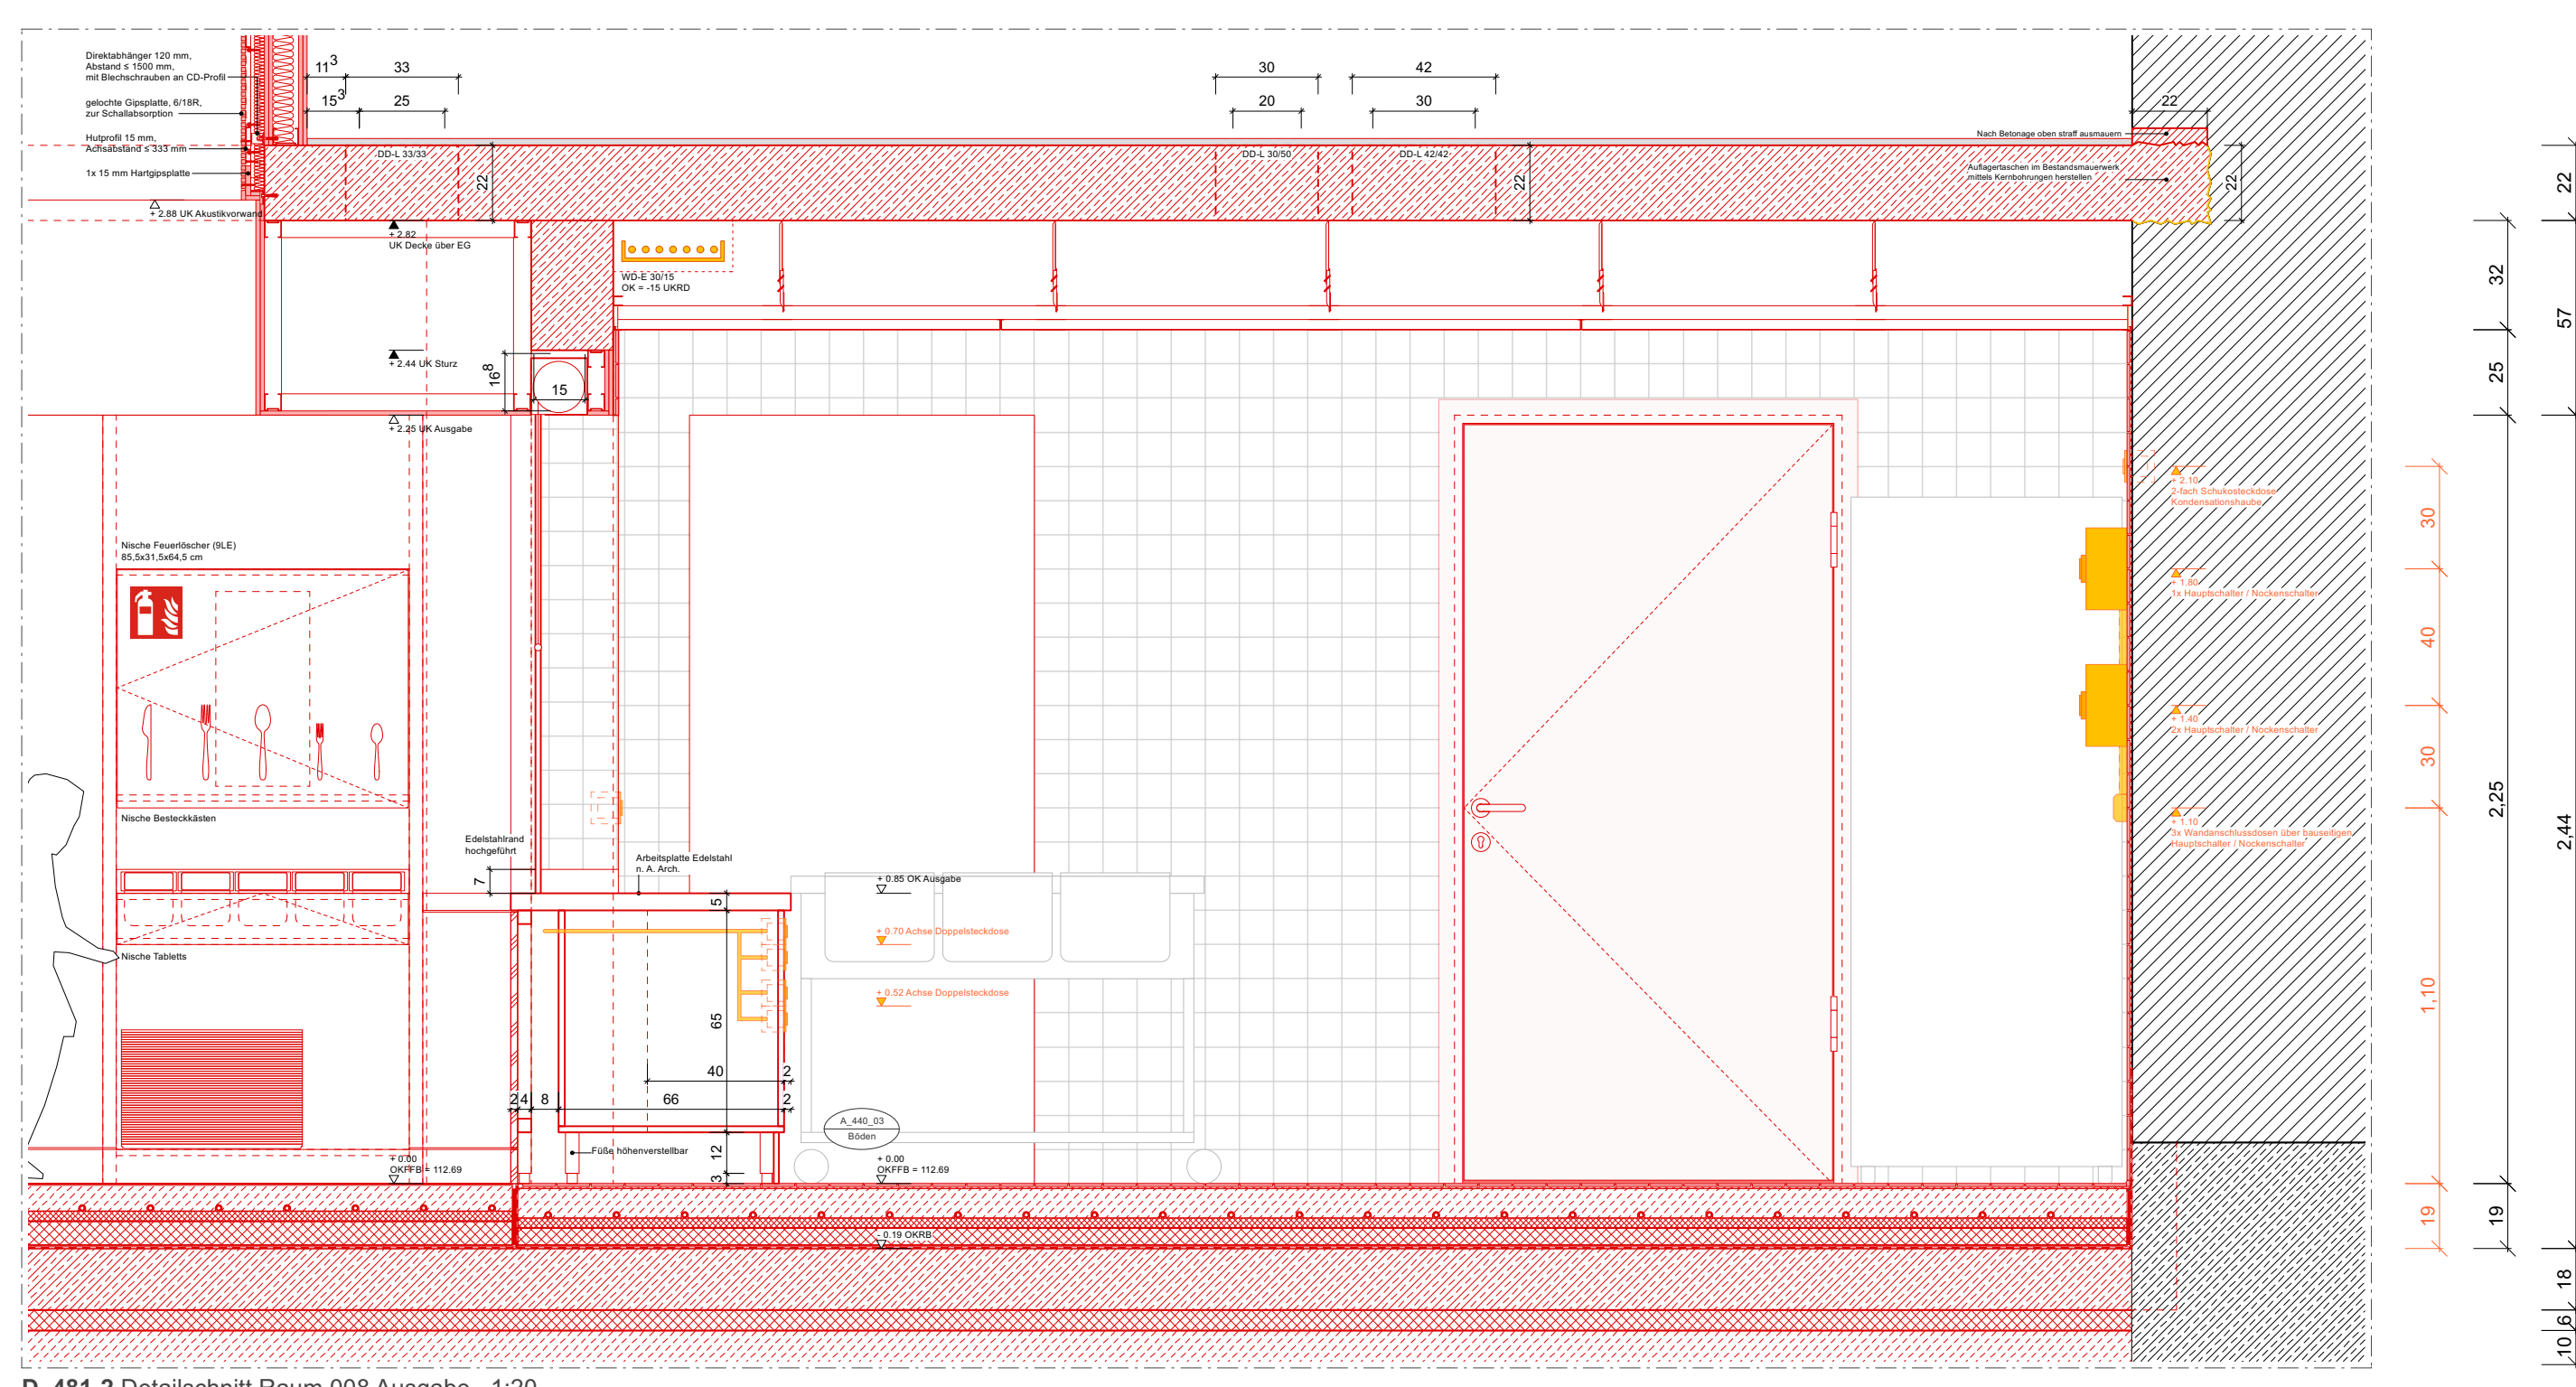 Direktabhänger 120 mm,
Abstand ≤ 1500 mm,
mit Blechschrauben an CD-Profil
gelochte Gipsplatte, 6/18R,
zur Schallabsorption
Hutprofil 15 mm,
Achsabstand ≤ 333 mm
1x 15 mm Hartgipsplatte
+ 2.88 UK Akustikvorwand
11³
33
15³
25
30
20
42
30
22
Nach Betonage oben straff ausmauern
Auflagertaschen im Bestandsmauerwerk
mittels Kernbohrungen herstellen
DD-L 33/33
DD-L 30/50
DD-L 42/42
22
22
22
+ 2.82
UK Decke über EG
WD-E 30/15
OK = -15 UKRD
+ 2.44 UK Sturz
16⁸
15
+ 2.25 UK Ausgabe
Nische Feuerlöscher (9LE)
85,5x31,5x64,5 cm
Nische Besteckkästen
Nische Tabletts
Edelstahlrand
hochgeführt
7
Arbeitsplatte Edelstahl
n. A. Arch.
+ 0.85 OK Ausgabe
5
+ 0.70 Achse Doppelsteckdose
+ 0.52 Achse Doppelsteckdose
65
40
2
2
4
8
66
2
A_440_03
Böden
Füße höhenverstellbar
12
3
+ 0.00
OKFFB = 112.69
+ 0.00
OKFFB = 112.69
- 0.19 OKRB
+ 2.10
2-fach Schukosteckdose
Kondensationshaube
+ 1.80
1x Hauptschalter / Nockenschalter
+ 1.40
2x Hauptschalter / Nockenschalter
+ 1.10
3x Wandanschlussdosen über bauseitigen
Hauptschalter / Nockenschalter
30
40
30
1,10
19
32
25
2,25
19
22
57
2,44
18
6
10
D_481-2 Detailschnitt Raum 008 Ausgabe - 1:20